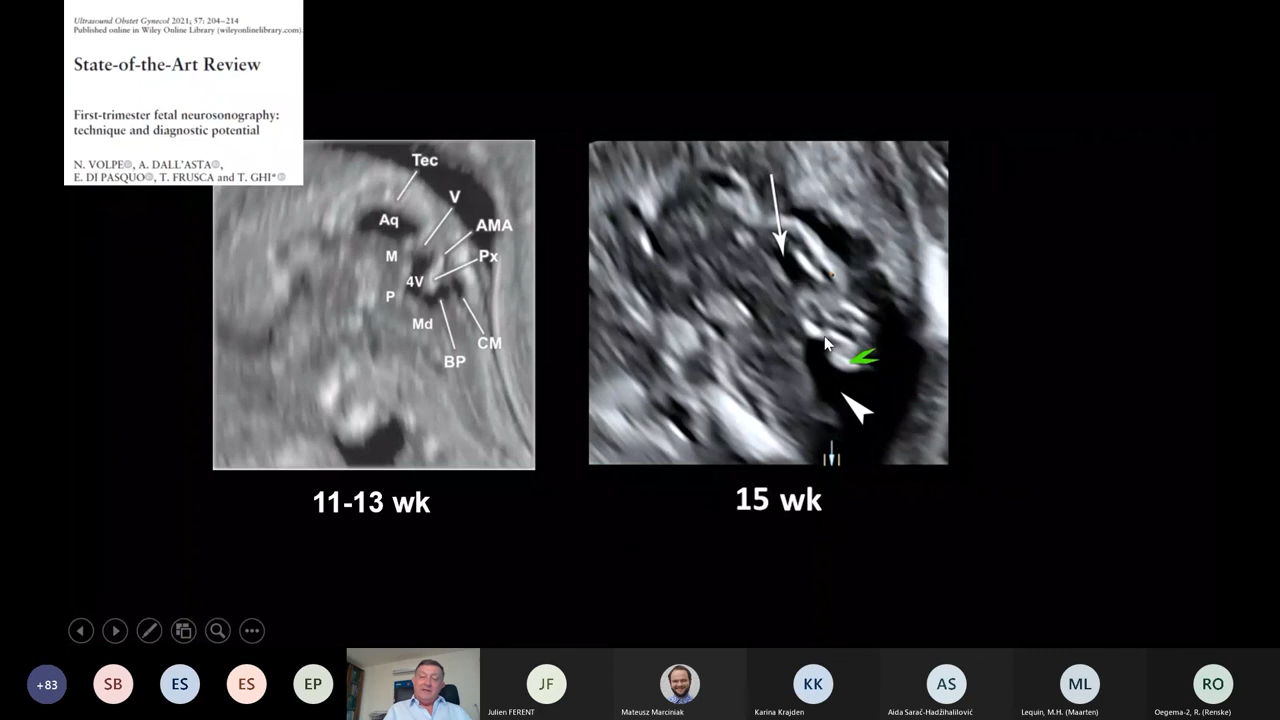 Ultrasound Obstet Gynecol 2021; 57: 204–214
Published online in Wiley Online Library (wileyonlinelibrary.com).
State-of-the-Art Review
First-trimester fetal neurosonography:
technique and diagnostic potential
N. VOLPE, A. DALL'ASTA,
E. DI PASQUO, T. FRUSCA and T. GHI*
Tec
V
Aq
AMA
M
Px
4V
P
Md
CM
BP
11-13 wk
15 wk
+83
SB
ES
ES
EP
JF
KK
AS
ML
RO
Julien FERENT
Mateusz Marciniak
Karina Krajden
Aida Sarač-Hadžihalilović
Lequin, M.H. (Maarten)
Oegema-2, R. (Renske)